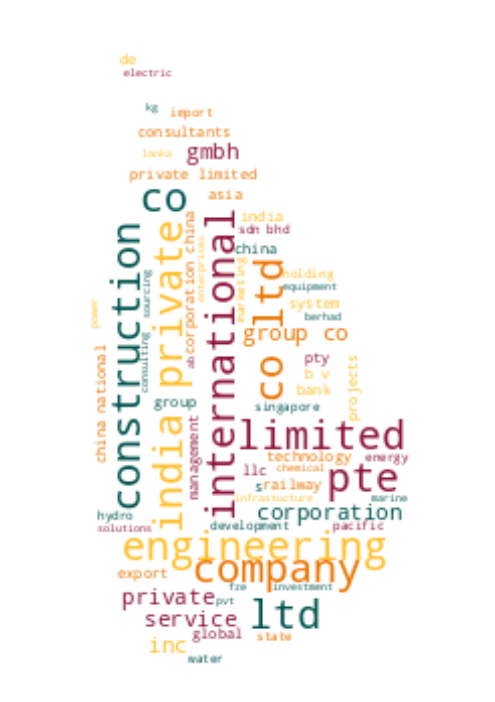 de
electric
kg
import
consultants
lanka
gmbh
private limited
co
asia
india
sdn bhd
china
construction
india private
international
corporation china
enterprises
marketing
co ltd
holding
equipment
sourcing
system
berhad
power
group co
consulting
ab
pty
b v
bank
projects
china national
group
singapore
management
limited
technology
energy
llc
chemical
pte
s
railway
infrastucture
marine
corporation
hydro
solutions
development
pacific
engineering
company
export
fze
investment
private
pvt
ltd
service
global
state
inc
water